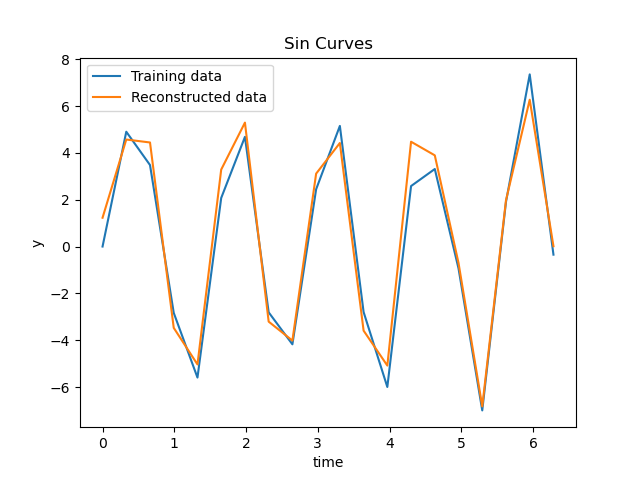 Sin Curves
Training data
Reconstructed data
8
6
4
2
0
−2
−4
−6
y
0 1 2 3 4 5 6
time